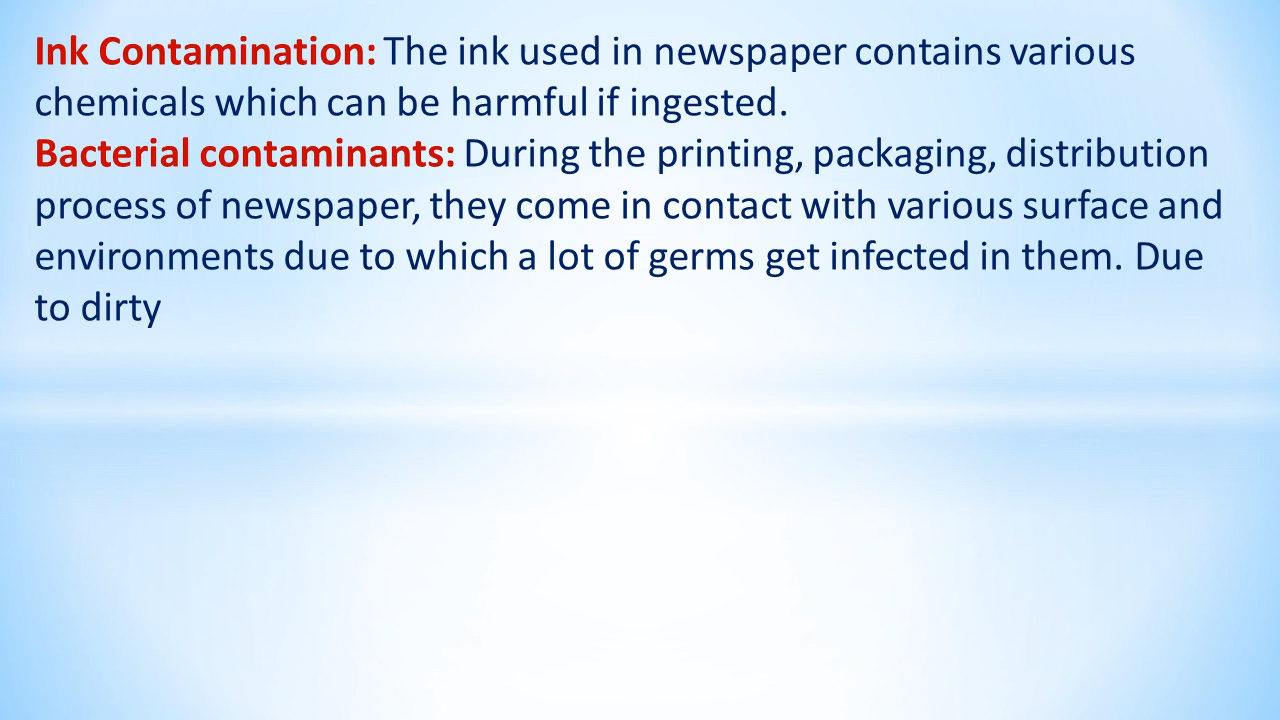 Ink Contamination: The ink used in newspaper contains various
chemicals which can be harmful if ingested.
Bacterial contaminants: During the printing, packaging, distribution
process of newspaper, they come in contact with various surface and
environments due to which a lot of germs get infected in them. Due
to dirty